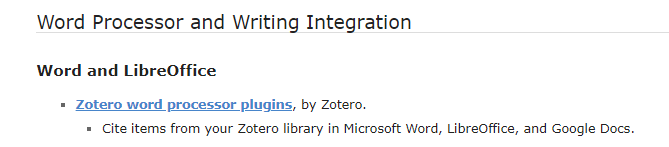 Word Processor and Writing Integration
Word and LibreOffice
Zotero word processor plugins, by Zotero.
Cite items from your Zotero library in Microsoft Word, LibreOffice, and Google Docs.